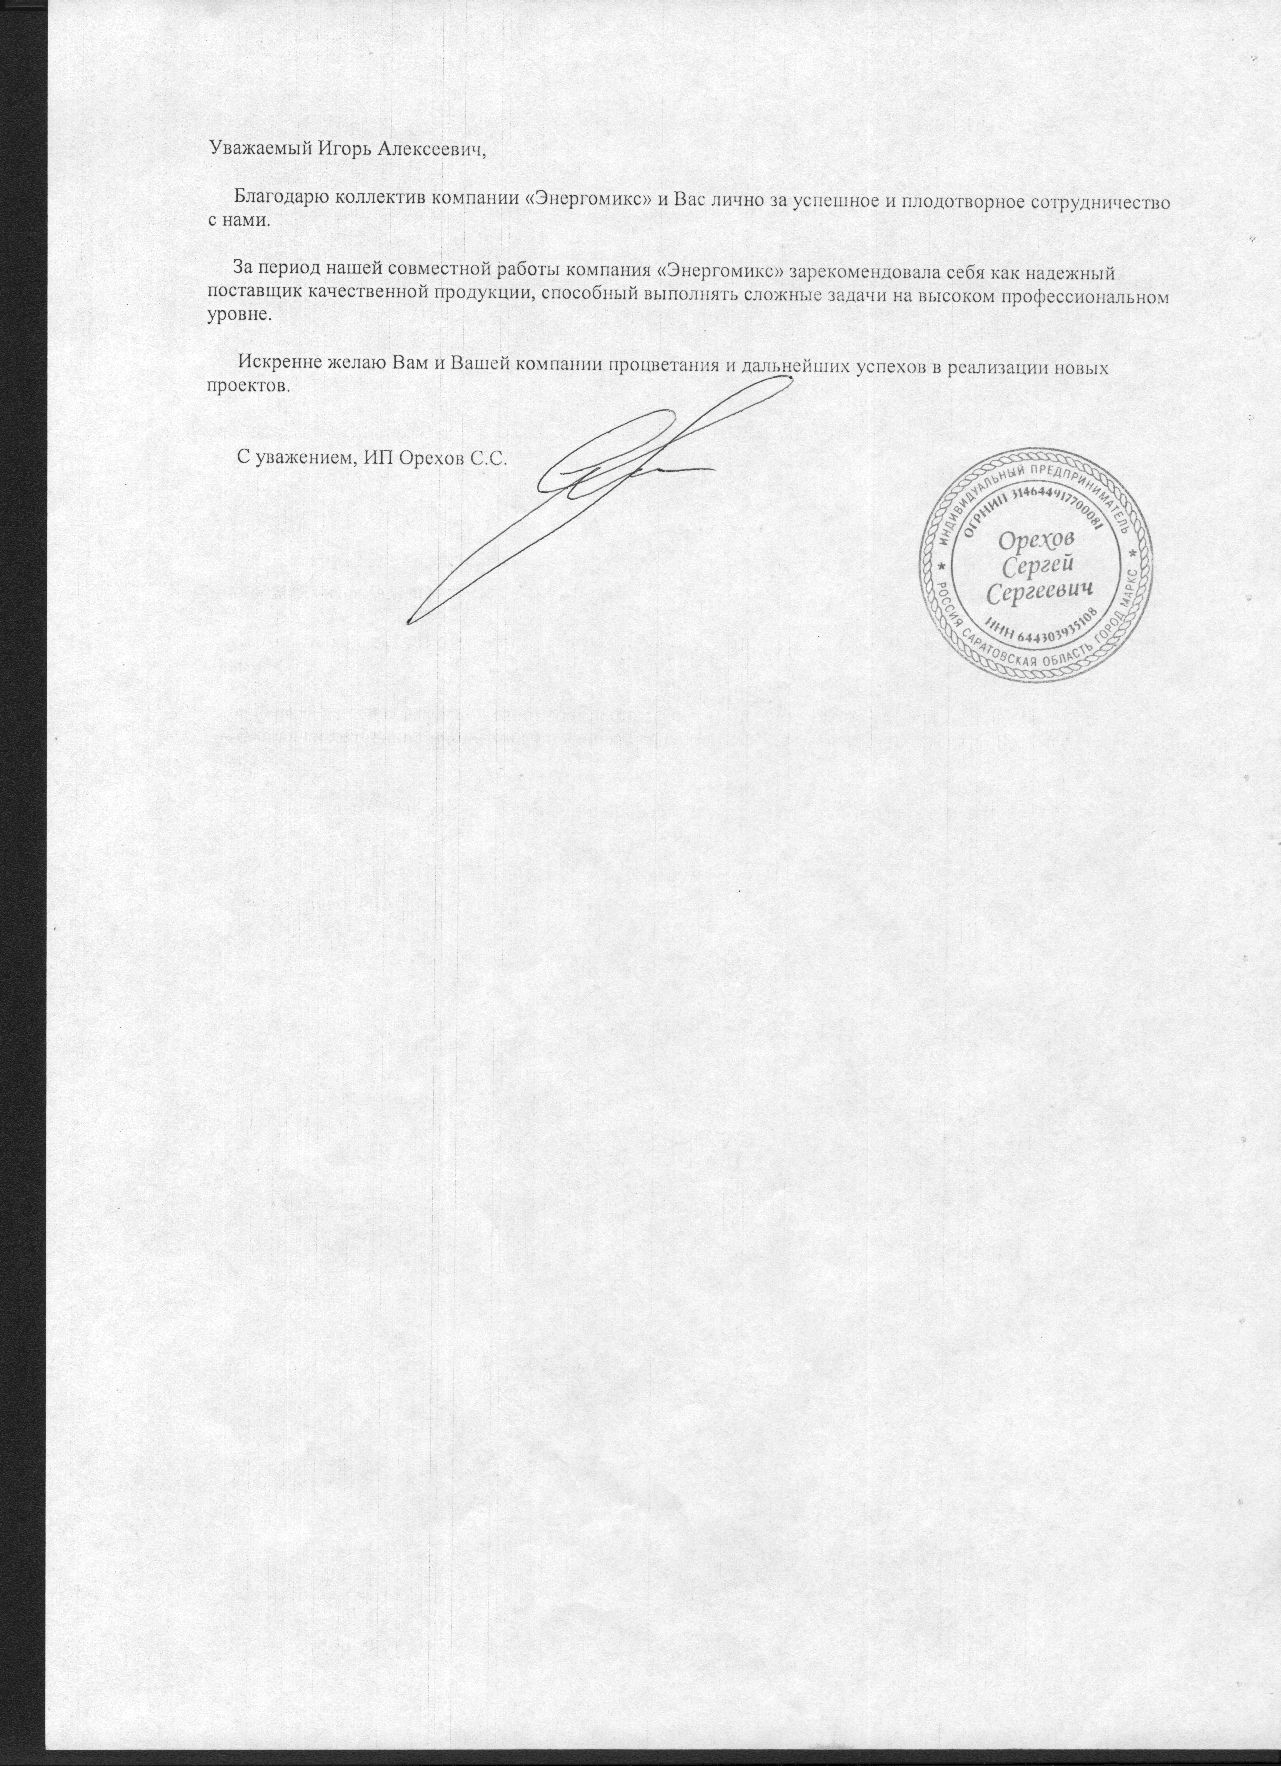 Уважаемый Игорь Алексеевич,
Благодарю коллектив компании «Энергомикс» и Вас лично за успешное и плодотворное сотрудничество
с нами.
За период нашей совместной работы компания «Энергомикс» зарекомендовала себя как надежный
поставщик качественной продукции, способный выполнять сложные задачи на высоком профессиональном
уровне.
Искренне желаю Вам и Вашей компании процветания и дальнейших успехов в реализации новых
проектов.
С уважением, ИП Орехов С.С.
ИНДИВИДУАЛЬНЫЙ ПРЕДПРИНИМАТЕЛЬ
ОГРНИП 314644917700081
Орехов
Сергей
Сергеевич
ИНН 644303935108
РОССИЯ САРАТОВСКАЯ ОБЛАСТЬ ГОРОД МАРКС